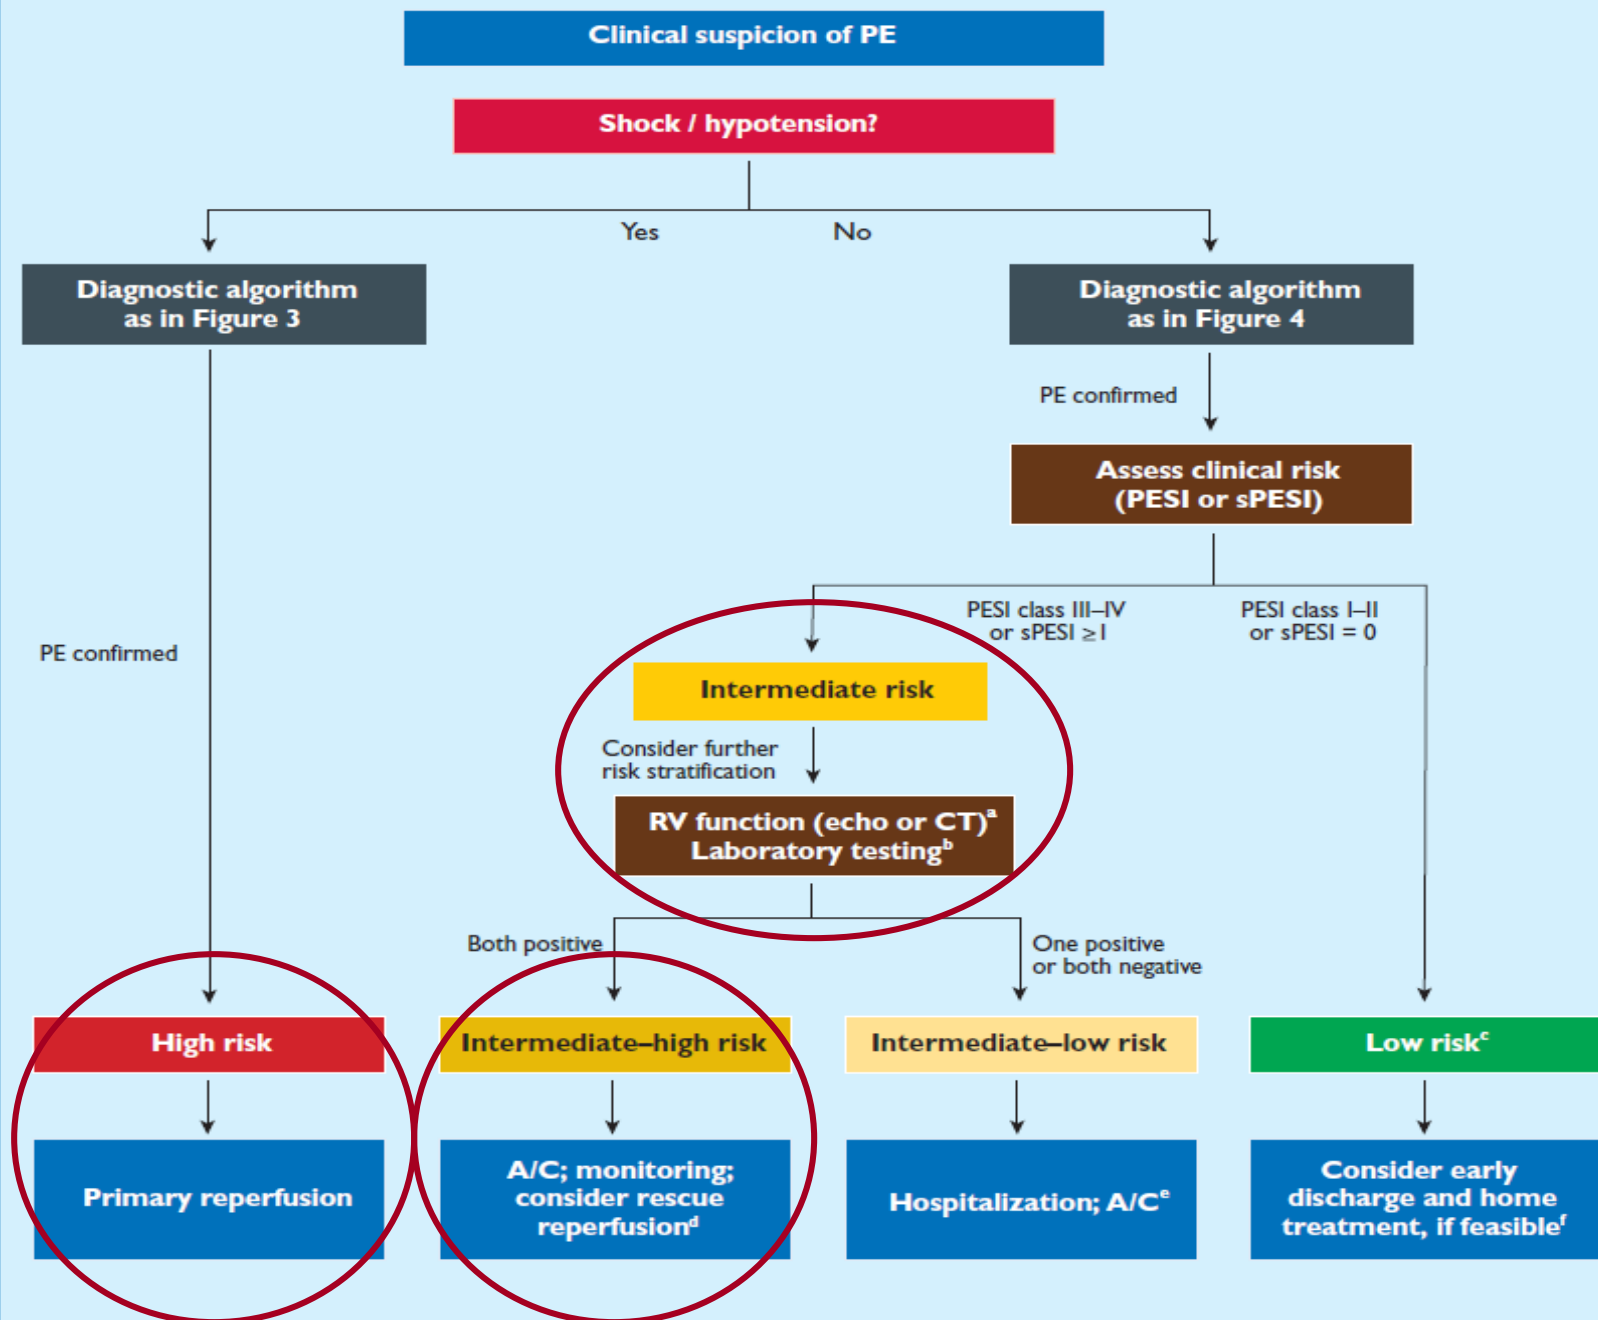 Clinical suspicion of PE
Shock / hypotension?
Yes
No
Diagnostic algorithm
as in Figure 3
Diagnostic algorithm
as in Figure 4
PE confirmed
Assess clinical risk
(PESI or sPESI)
PESI class III–IV
or sPESI ≥1
PESI class I–II
or sPESI = 0
PE confirmed
Intermediate risk
Consider further
risk stratification
RV function (echo or CT)ᵃ
Laboratory testingᵇ
Both positive
One positive
or both negative
High risk
Intermediate–high risk
Intermediate–low risk
Low riskᶜ
Primary reperfusion
A/C; monitoring;
consider rescue
reperfusionᵈ
Hospitalization; A/Cᵉ
Consider early
discharge and home
treatment, if feasibleᶠ